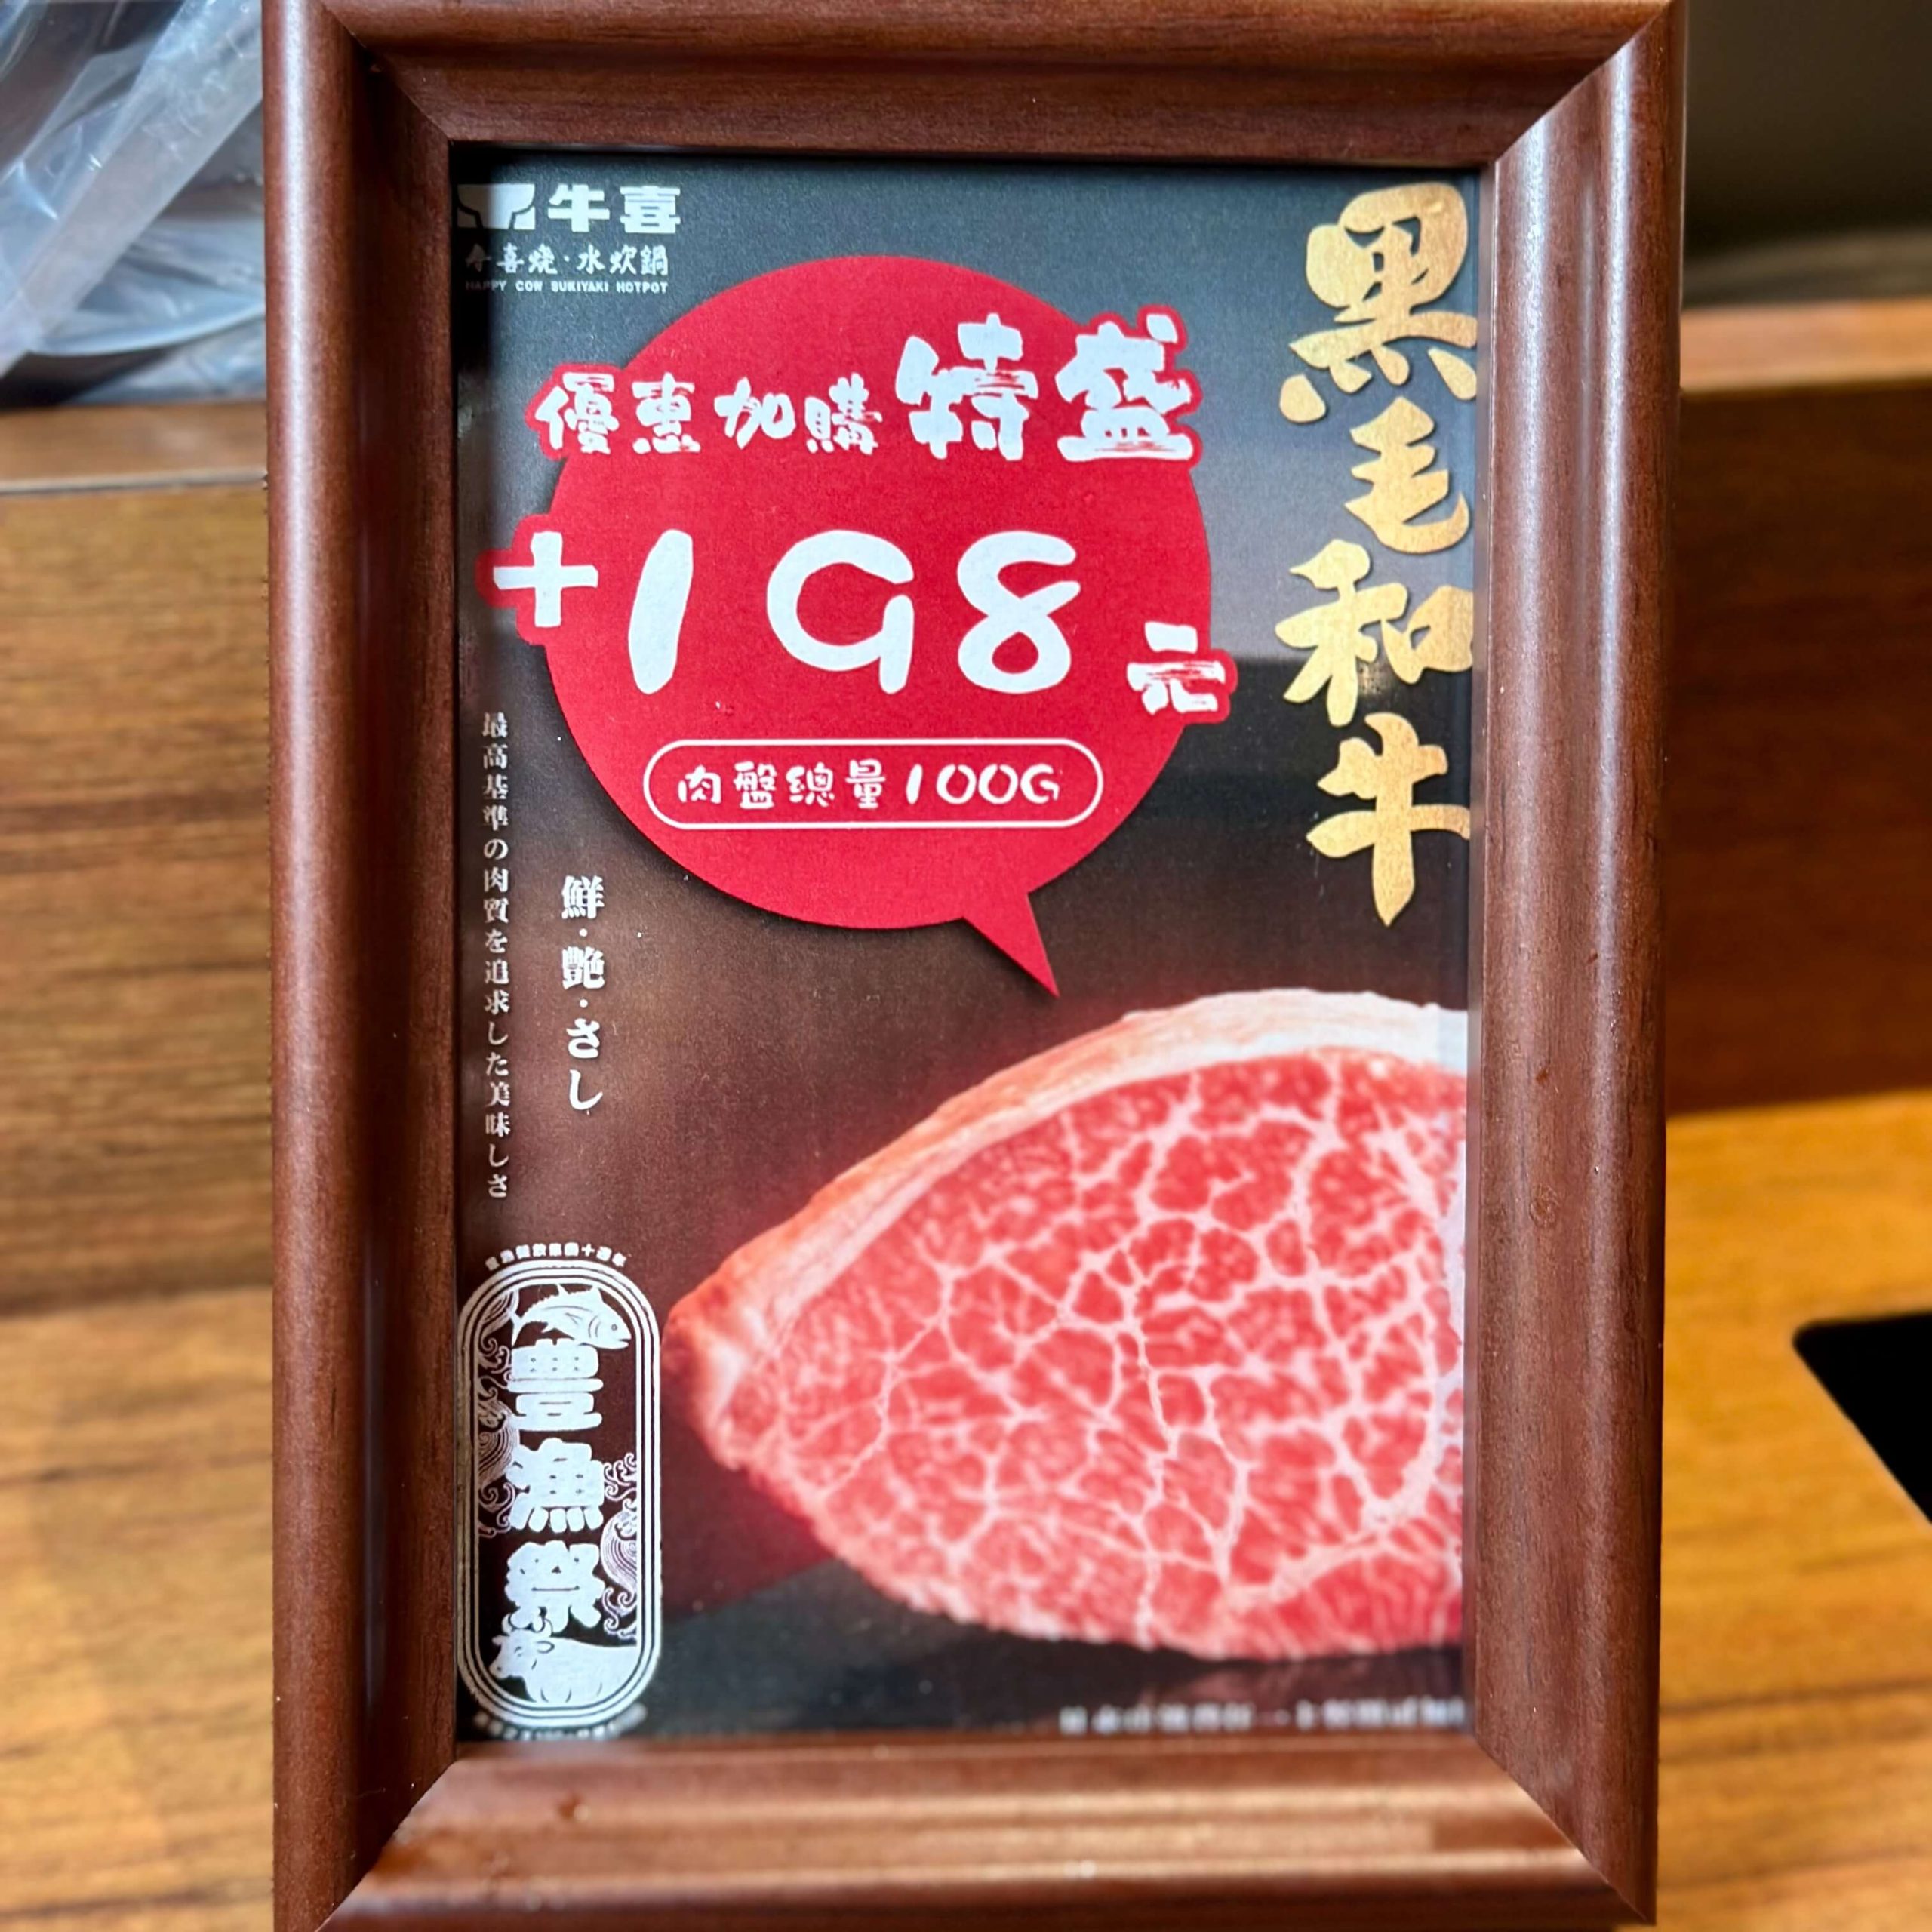 牛喜
牛喜燒·水炊鍋
HAPPY COW SUKIYAKI HOTPOT
黑毛和牛
優惠加購特盛
+198元
肉盤總量100G
鮮·艶·さし
最高基準の肉質を追求した美味しさ
豊漁祭